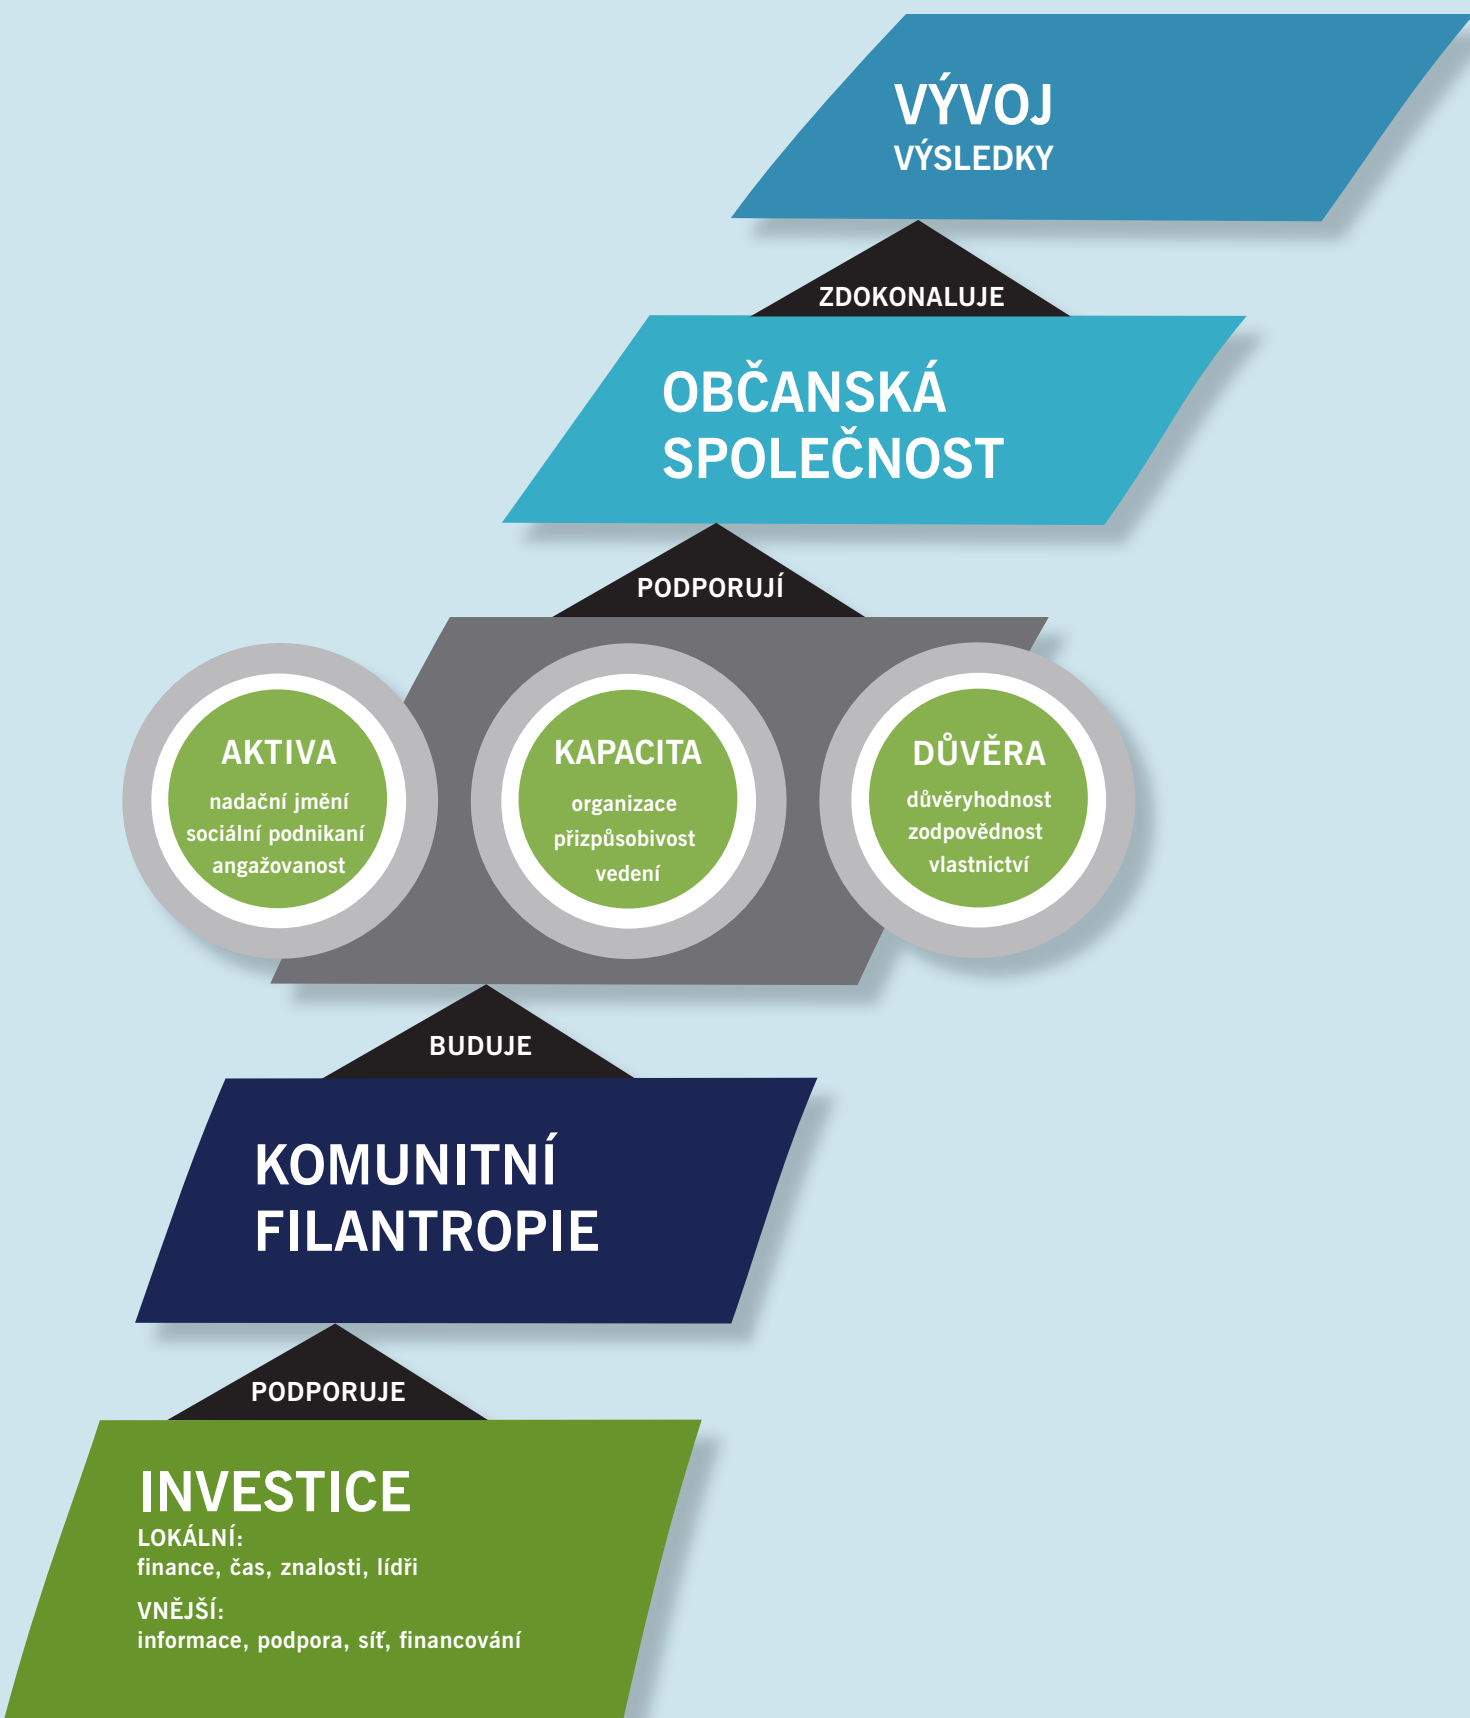 VÝVOJ
VÝSLEDKY
ZDOKONALUJE
OBČANSKÁ
SPOLEČNOST
PODPORUJÍ
AKTIVA
nadační jmění
sociální podnikaní
angažovanost
KAPACITA
organizace
přizpůsobivost
vedení
DŮVĚRA
důvěryhodnost
zodpovědnost
vlastnictví
BUDUJE
KOMUNITNÍ
FILANTROPIE
PODPORUJE
INVESTICE
LOKÁLNÍ:
finance, čas, znalosti, lídři
VNĚJŠÍ:
informace, podpora, síť, financování